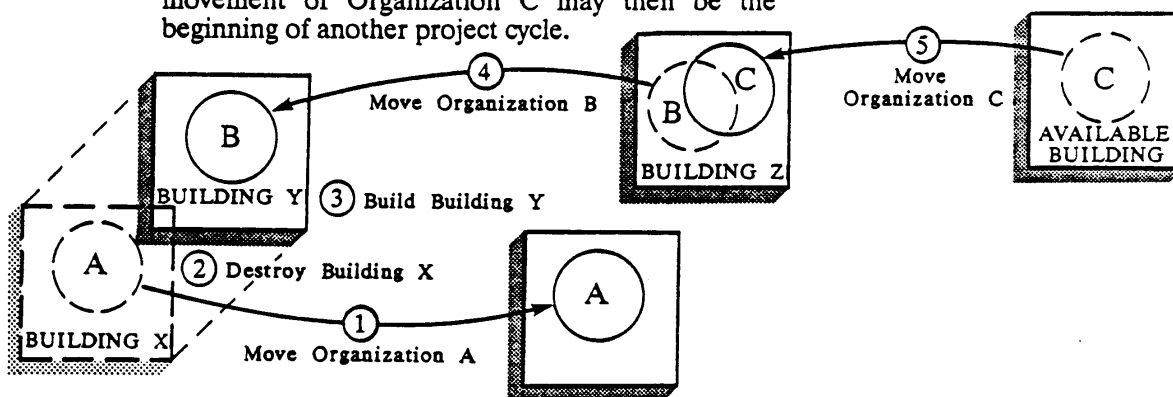 movement of Organization C may then be the
beginning of another project cycle.
5
Move
Organization C
C
AVAILABLE
BUILDING
4
Move Organization B
B
C
BUILDING Z
B
BUILDING Y
3 Build Building Y
A
BUILDING X
2 Destroy Building X
1
Move Organization A
A